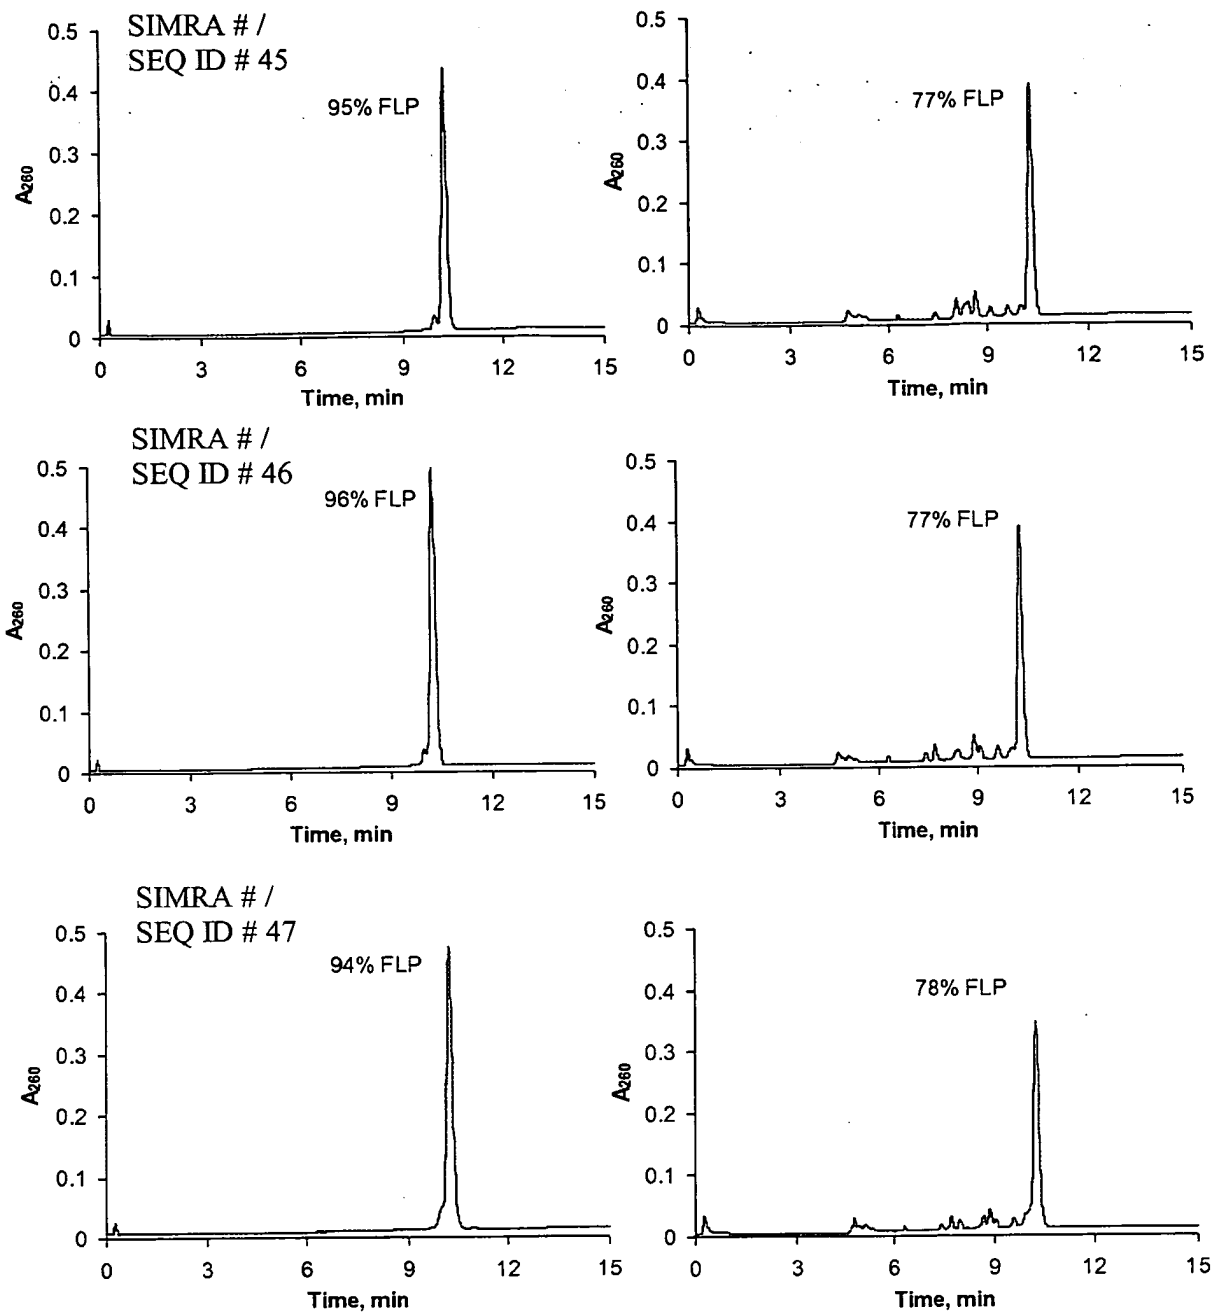 SIMRA # /
SEQ ID # 45
95% FLP
0.5
0.4
0.3
0.2
0.1
0
A260
0 3 6 9 12 15
Time, min
77% FLP
0.5
0.4
0.3
0.2
0.1
0
A260
0 3 6 9 12 15
Time, min
SIMRA # /
SEQ ID # 46
96% FLP
0.5
0.4
0.3
0.2
0.1
0
A260
0 3 6 9 12 15
Time, min
77% FLP
0.5
0.4
0.3
0.2
0.1
0
A260
0 3 6 9 12 15
Time, min
SIMRA # /
SEQ ID # 47
94% FLP
0.5
0.4
0.3
0.2
0.1
0
A260
0 3 6 9 12 15
Time, min
78% FLP
0.5
0.4
0.3
0.2
0.1
0
A260
0 3 6 9 12 15
Time, min